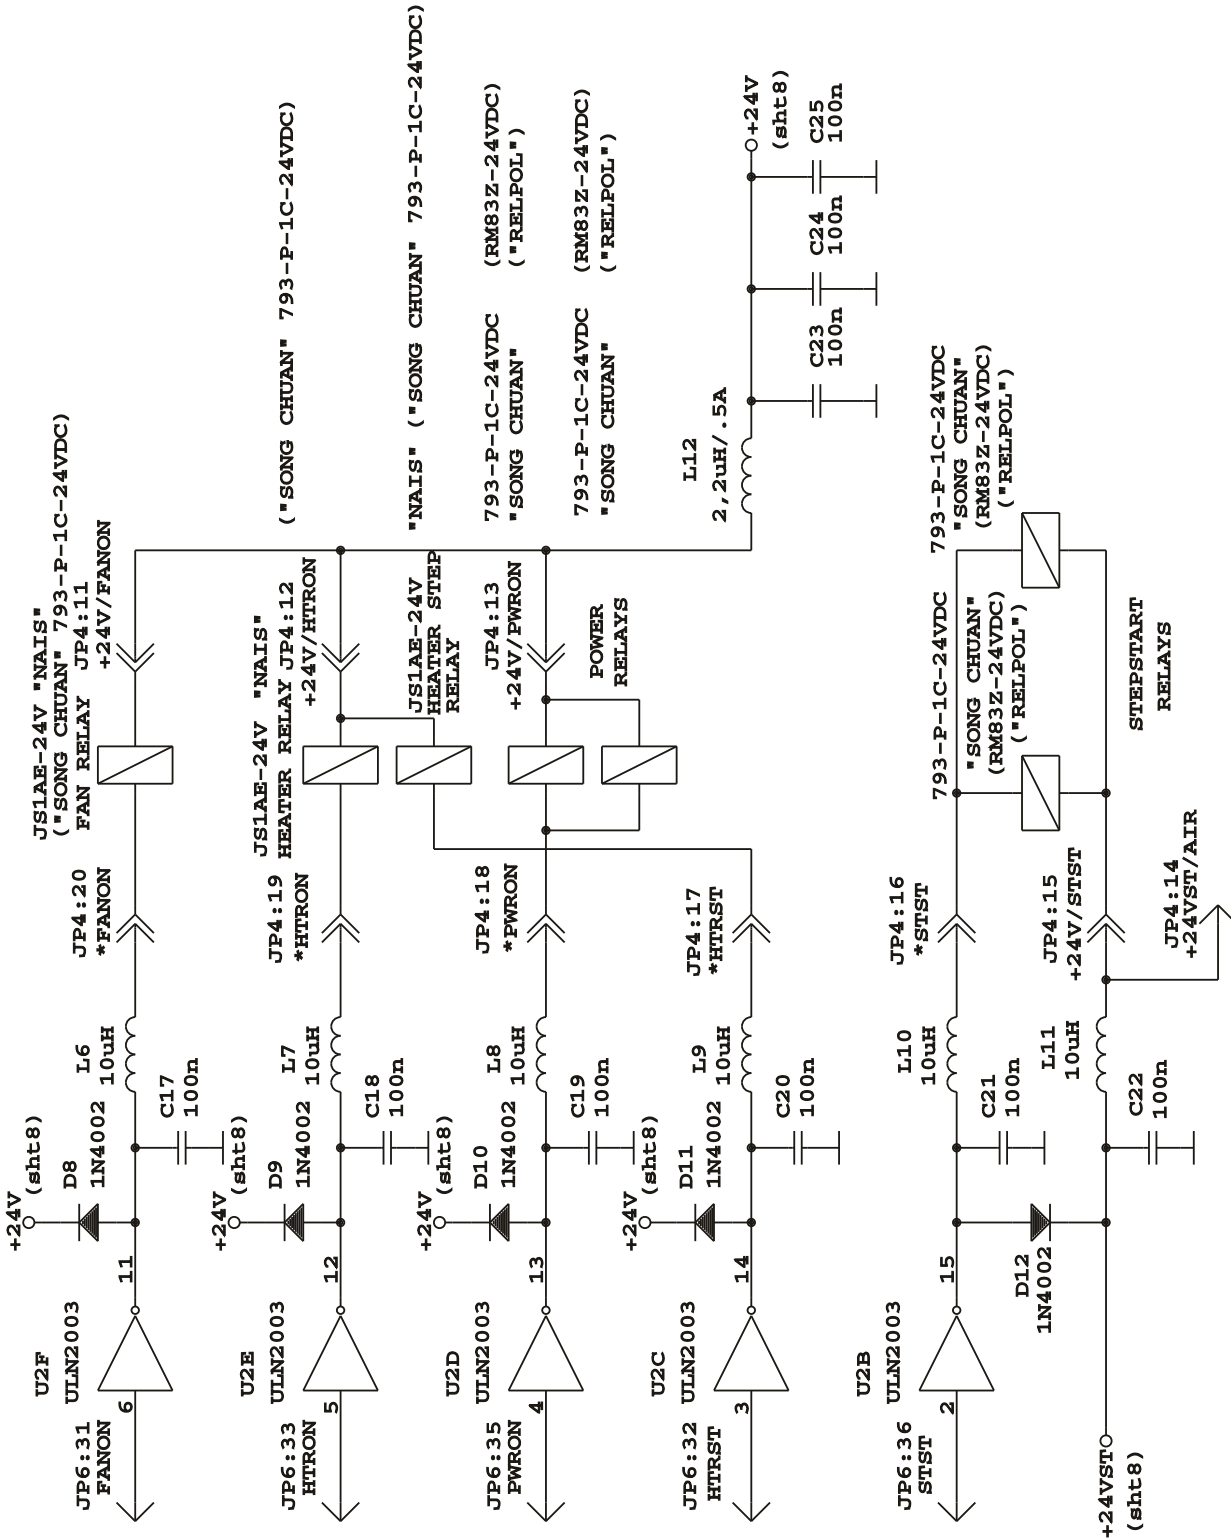 JP6:31
FANON
6
U2F
ULN2003
11
+24V
(sht8)
D8
1N4002
C17
100n
L6
10uH
JP4:20
*FANON
JS1AE-24V "NAIS"
("SONG CHUAN" 793-P-1C-24VDC)
FAN RELAY
JP4:11
+24V/FANON
JP6:33
HTRON
5
U2E
ULN2003
12
+24V
(sht8)
D9
1N4002
C18
100n
L7
10uH
JP4:19
*HTRON
JS1AE-24V "NAIS"
("SONG CHUAN" 793-P-1C-24VDC)
HEATER RELAY
JP4:12
+24V/HTRON
JS1AE-24V
"NAIS" ("SONG CHUAN" 793-P-1C-24VDC)
HEATER STEP
RELAY
JP6:35
PWRON
4
U2D
ULN2003
13
+24V
(sht8)
D10
1N4002
C19
100n
L8
10uH
JP4:18
*PWRON
JP4:13
+24V/PWRON
793-P-1C-24VDC (RM83Z-24VDC)
"SONG CHUAN" ("RELPOL")
POWER
RELAYS
793-P-1C-24VDC (RM83Z-24VDC)
"SONG CHUAN" ("RELPOL")
JP6:32
HTRST
3
U2C
ULN2003
14
+24V
(sht8)
D11
1N4002
C20
100n
L9
10uH
JP4:17
*HTRST
L12
2,2uH/.5A
C23
100n
C24
100n
C25
100n
+24V
(sht8)
JP6:36
STST
2
U2B
ULN2003
15
D12
1N4002
C21
100n
L10
10uH
JP4:16
*STST
793-P-1C-24VDC
"SONG CHUAN"
(RM83Z-24VDC)
("RELPOL")
793-P-1C-24VDC
"SONG CHUAN"
(RM83Z-24VDC)
("RELPOL")
+24VST
(sht8)
C22
100n
L11
10uH
JP4:15
+24V/STST
STEPSTART
RELAYS
JP4:14
+24VST/AIR